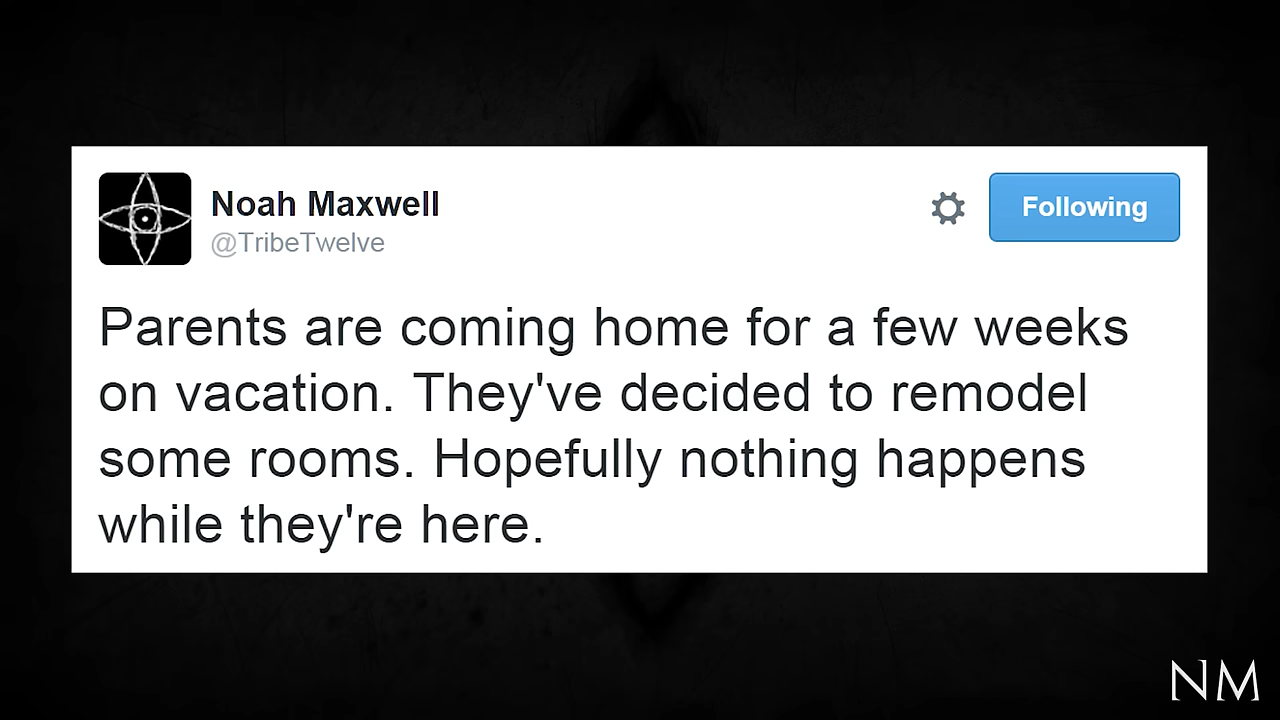 Noah Maxwell
@TribeTwelve
Following
Parents are coming home for a few weeks
on vacation. They've decided to remodel
some rooms. Hopefully nothing happens
while they're here.
NM